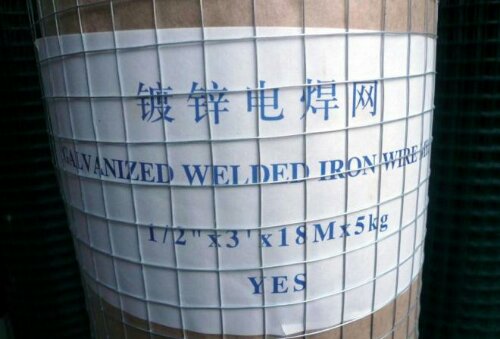 镀锌电焊网
GALVANIZED WELDED IRON WIRE
1/2"x3'x18Mx5kg
YES